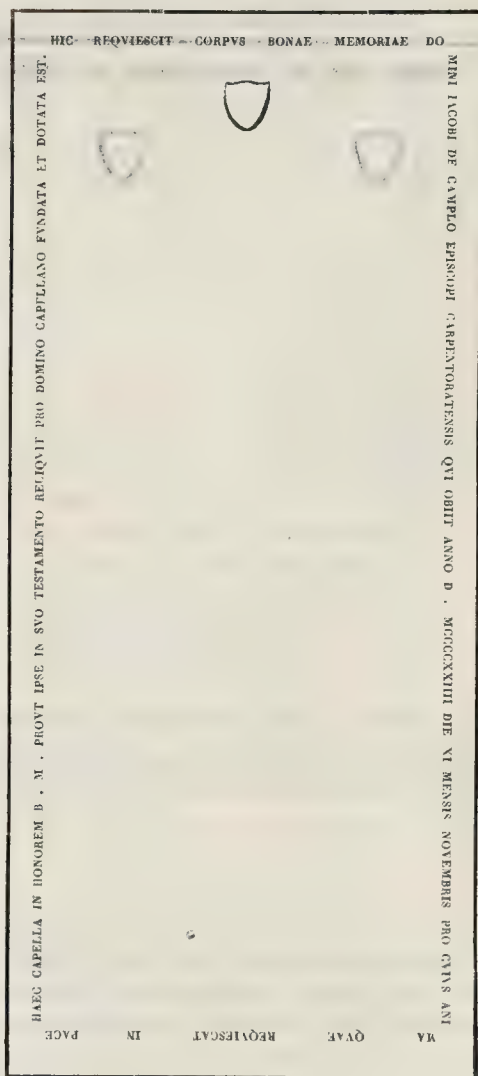 HIC REQVIESCIT CORPVS BONAE MEMORIAE DO
MINI IACOBI DE CAMPLO EPISCOPI CARPENTORATENSIS QVI OBIIT ANNO D . MCCCCXXIIII DIE XI MENSIS NOVEMBRIS PRO CVIVS ANI
MA QVAE REQVIESCAT IN PACE
HAEC CAPELLA IN HONOREM B . M . PROVT IPSE IN SVO TESTAMENTO RELIQVIT PRO DOMINO CAPELLANO FVNDATA ET DOTATA EST.